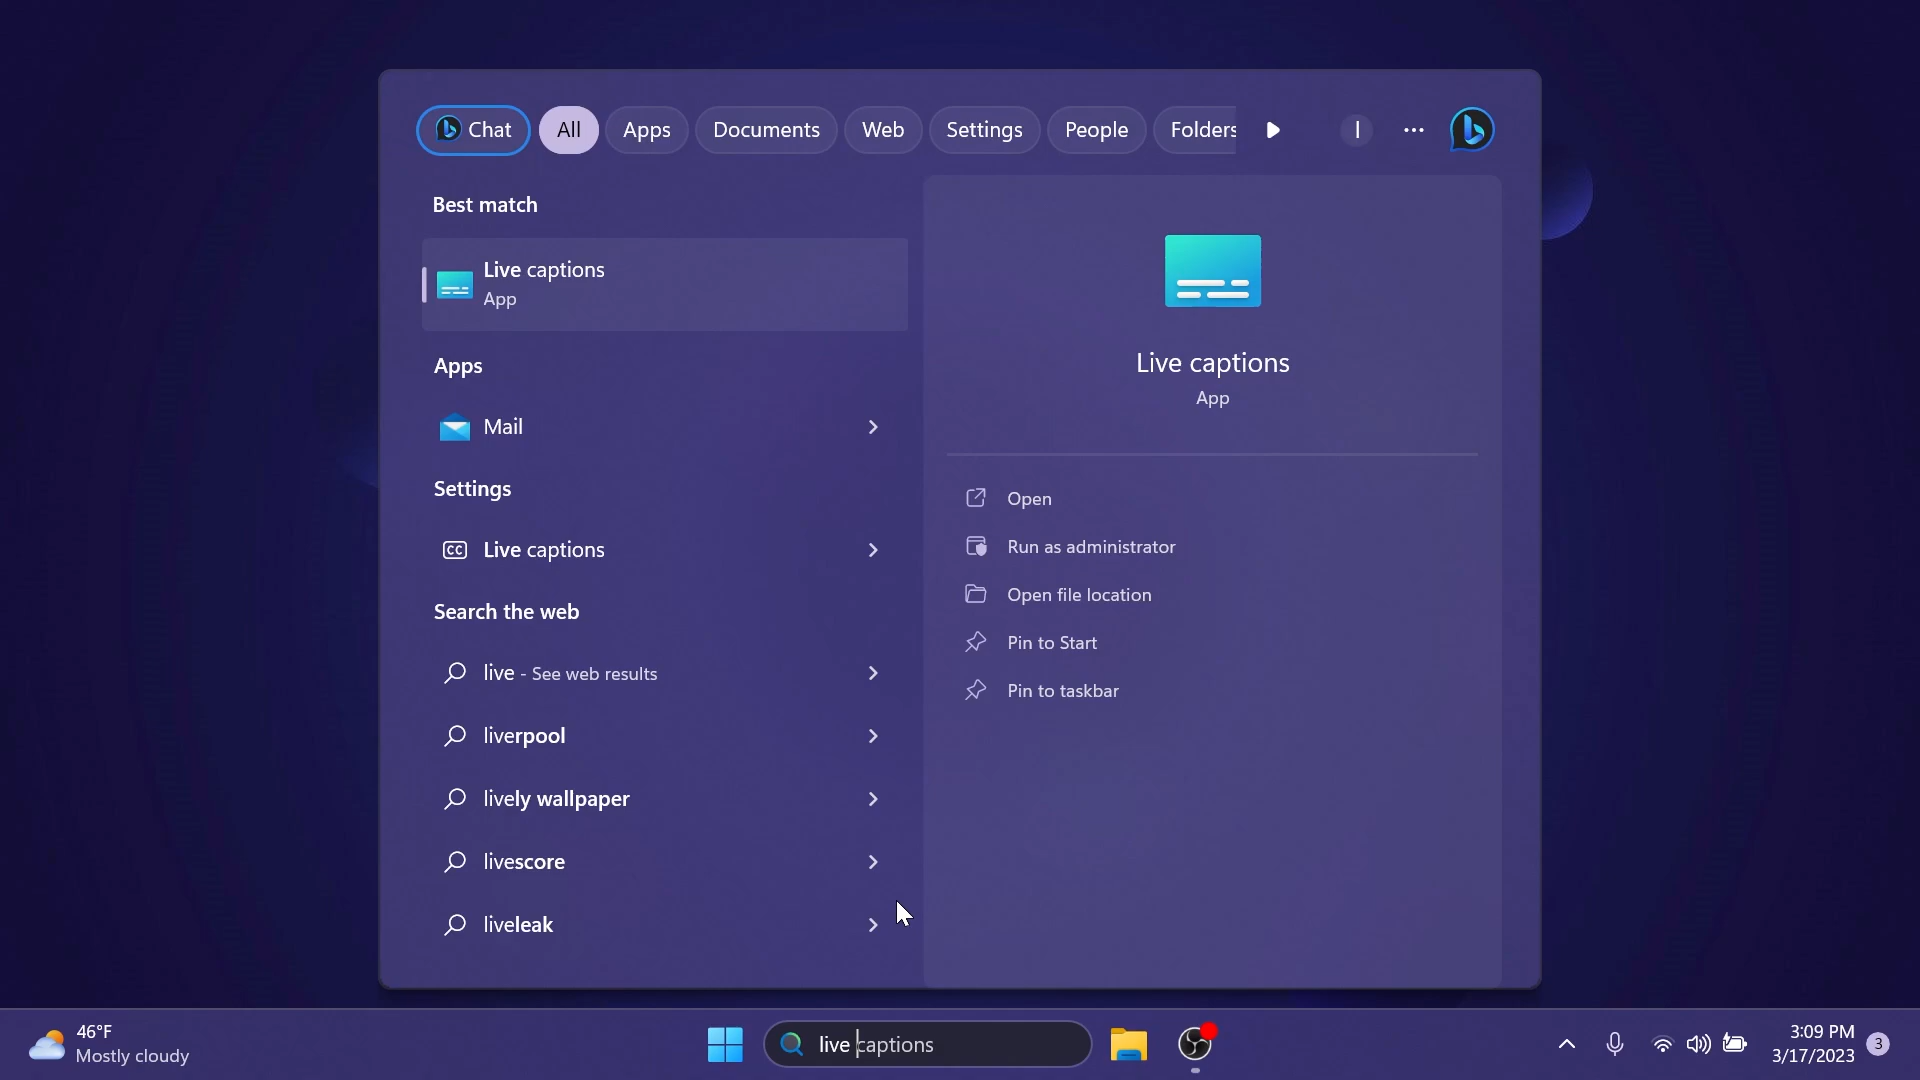 Chat
All
Apps
Documents
Web
Settings
People
Folders
I
Best match
Live captions
App
Apps
Mail
Settings
CC Live captions
Search the web
live - See web results
liverpool
lively wallpaper
livescore
liveleak
Live captions
App
Open
Run as administrator
Open file location
Pin to Start
Pin to taskbar
46°F
Mostly cloudy
live captions
3:09 PM
3/17/2023
3